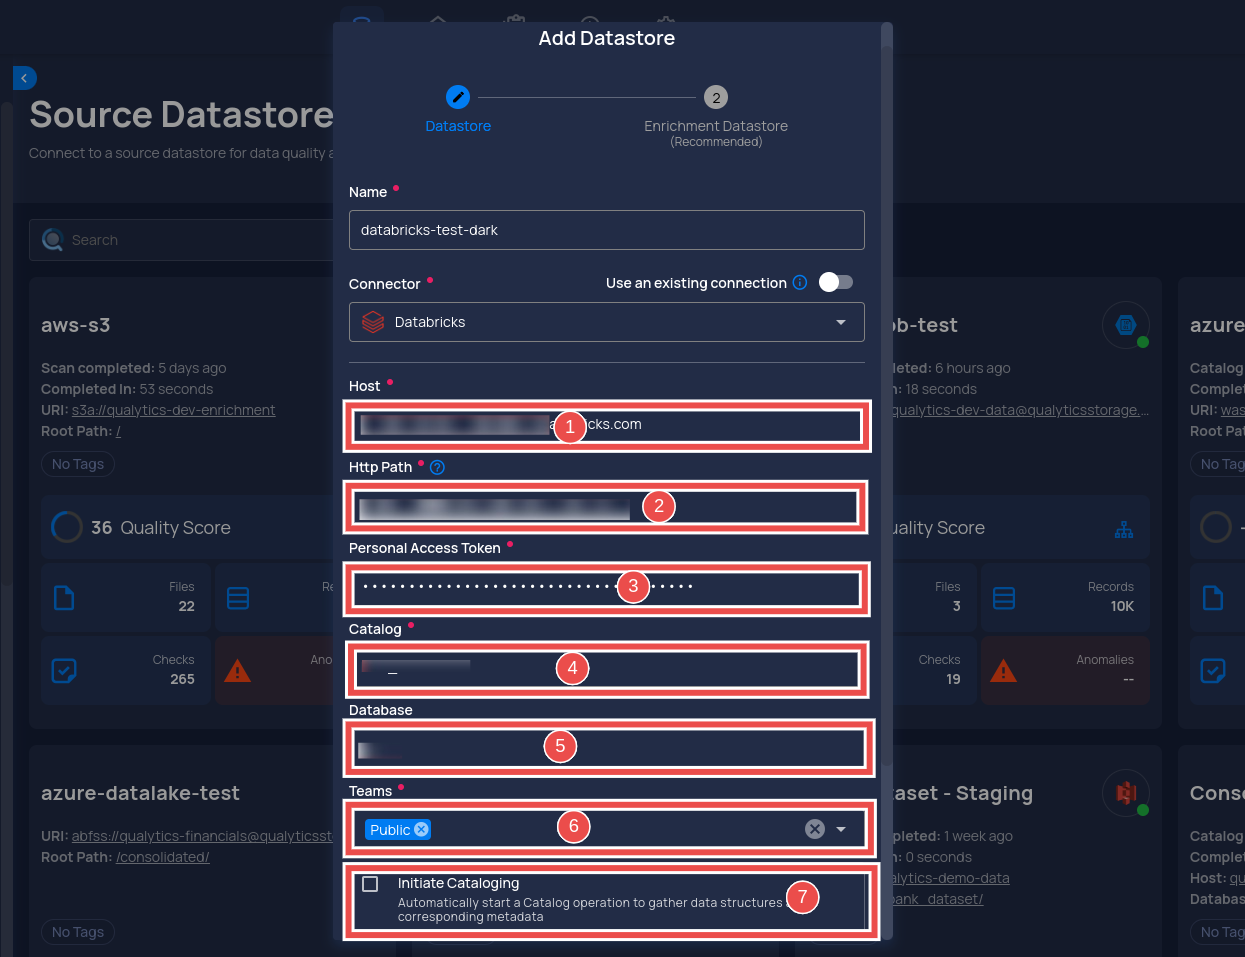 Add Datastore
2
Datastore
Enrichment Datastore
(Recommended)
Source Datastore
Connect to a source datastore for data quality
Search
Name
databricks-test-dark
Connector
Use an existing connection
Databricks
Host
cks.com
1
Http Path
2
Personal Access Token
3
Catalog
4
Database
5
Teams
Public
6
Initiate Cataloging
Automatically start a Catalog operation to gather data structures
corresponding metadata
7
aws-s3
Scan completed: 5 days ago
Completed In: 53 seconds
URI: s3a://qualytics-dev-enrichment
Root Path: /
No Tags
36 Quality Score
Files
22
Checks
265
azure-datalake-test
URI: abfss://qualytics-financials@qualyticsst
Root Path: /consolidated/
No Tags
ob-test
leted: 6 hours ago
n: 18 seconds
qualytics-dev-data@qualyticsstorage...
uality Score
Files
3
Records
10K
Checks
19
Anomalies
--
aset - Staging
pleted: 1 week ago
n: 0 seconds
alytics-demo-data
ank_dataset/
azure
Catalog
Complet
URI: was
Root Pat
No Tag
Conso
Catalog
Complet
Host: qu
Databas
No Tag